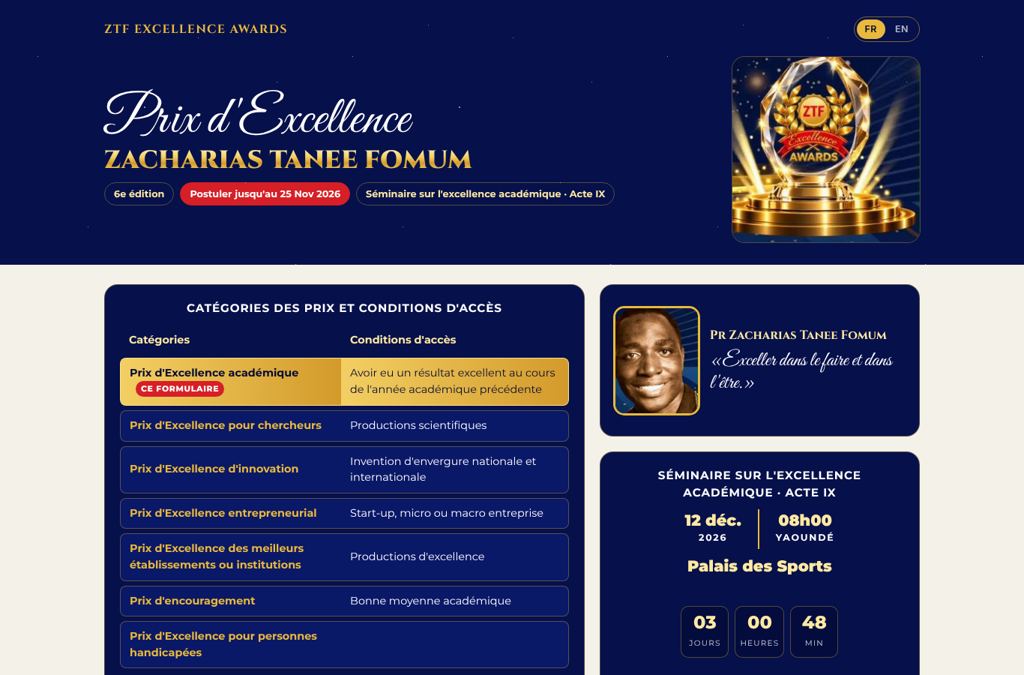 ZTF EXCELLENCE AWARDS
FR EN
Prix d'Excellence
ZACHARIAS TANEE FOMUM
6e édition
Postuler jusqu'au 25 Nov 2026
Séminaire sur l'excellence académique · Acte IX
ZTF
Excellence
AWARDS
CATÉGORIES DES PRIX ET CONDITIONS D'ACCÈS
Catégories
Conditions d'accès
Prix d'Excellence académique
CE FORMULAIRE
Avoir eu un résultat excellent au cours
de l'année académique précédente
Prix d'Excellence pour chercheurs
Productions scientifiques
Prix d'Excellence d'innovation
Invention d'envergure nationale et
internationale
Prix d'Excellence entrepreneurial
Start-up, micro ou macro entreprise
Prix d'Excellence des meilleurs
établissements ou institutions
Productions d'excellence
Prix d'encouragement
Bonne moyenne académique
Prix d'Excellence pour personnes
handicapées
PR ZACHARIAS TANEE FOMUM
«Exceller dans le faire et dans
l'être.»
SÉMINAIRE SUR L'EXCELLENCE
ACADÉMIQUE · ACTE IX
12 déc.
2026
08h00
YAOUNDÉ
Palais des Sports
03
JOURS
00
HEURES
48
MIN